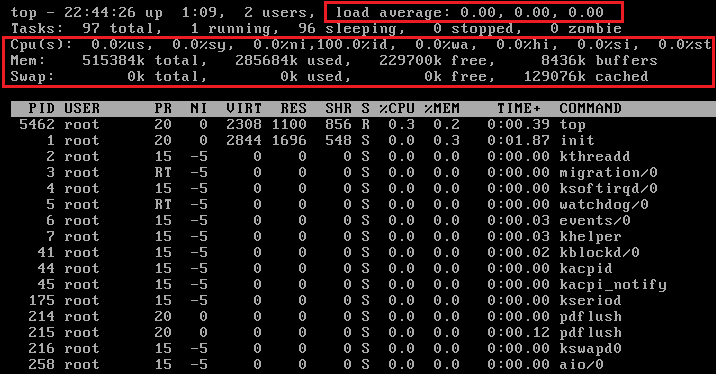 top - 22:44:26 up  1:09,  2 users,  load average: 0.00, 0.00, 0.00
Tasks:  97 total,   1 running,  96 sleeping,   0 stopped,   0 zombie
Cpu(s):  0.0%us,  0.0%sy,  0.0%ni,100.0%id,  0.0%wa,  0.0%hi,  0.0%si,  0.0%st
Mem:    515384k total,   285684k used,   229700k free,     8436k buffers
Swap:        0k total,        0k used,        0k free,   129076k cached
PID USER      PR  NI  VIRT  RES  SHR S %CPU %MEM    TIME+  COMMAND
5462 root      20   0  2308 1100  856 R  0.3  0.2   0:00.39 top
1 root      20   0  2844 1696  548 S  0.0  0.3   0:01.87 init
2 root      15  -5     0    0    0 S  0.0  0.0   0:00.00 kthreadd
3 root      RT  -5     0    0    0 S  0.0  0.0   0:00.00 migration/0
4 root      15  -5     0    0    0 S  0.0  0.0   0:00.00 ksoftirqd/0
5 root      RT  -5     0    0    0 S  0.0  0.0   0:00.00 watchdog/0
6 root      15  -5     0    0    0 S  0.0  0.0   0:00.03 events/0
7 root      15  -5     0    0    0 S  0.0  0.0   0:00.03 khelper
41 root      15  -5     0    0    0 S  0.0  0.0   0:00.02 kblockd/0
44 root      15  -5     0    0    0 S  0.0  0.0   0:00.00 kacpid
45 root      15  -5     0    0    0 S  0.0  0.0   0:00.00 kacpi_notify
175 root      15  -5     0    0    0 S  0.0  0.0   0:00.00 kseriod
214 root      20   0     0    0    0 S  0.0  0.0   0:00.00 pdflush
215 root      20   0     0    0    0 S  0.0  0.0   0:00.12 pdflush
216 root      15  -5     0    0    0 S  0.0  0.0   0:00.00 kswapd0
258 root      15  -5     0    0    0 S  0.0  0.0   0:00.00 aio/0